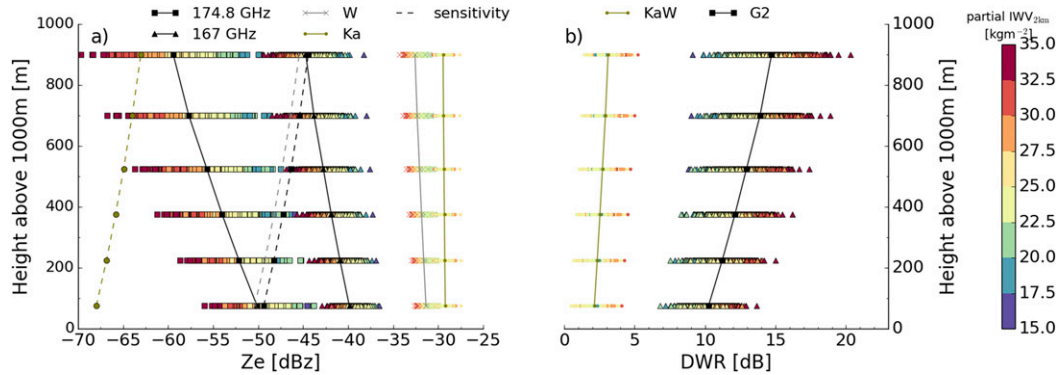 174.8 GHz
167 GHz
W
Ka
sensitivity
KaW
G2
partial IWV2km
[kgm−2]
a)
b)
Height above 1000m [m]
1000
800
600
400
200
0
−70 −65 −60 −55 −50 −45 −40 −35 −30 −25
Ze [dBz]
0 5 10 15 20
DWR [dB]
1000
800
600
400
200
0
Height above 1000m [m]
35.0
32.5
30.0
27.5
25.0
22.5
20.0
17.5
15.0